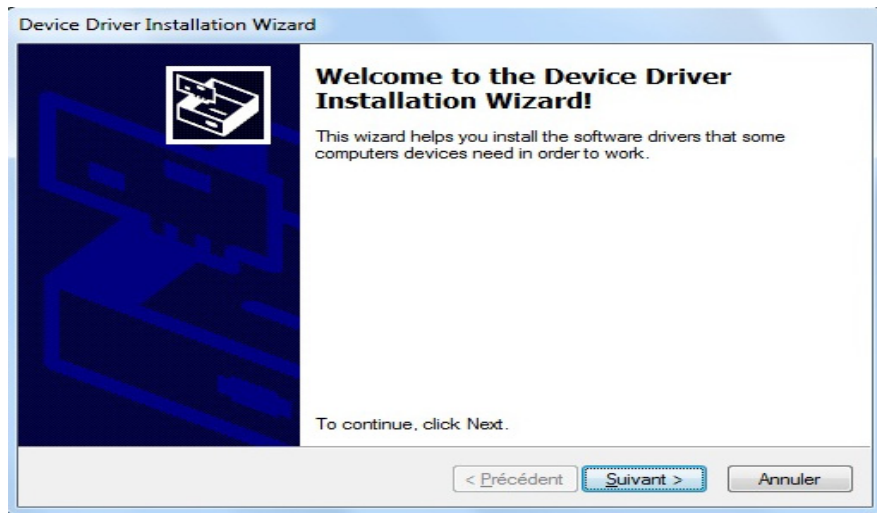 Device Driver Installation Wizard
Welcome to the Device Driver
Installation Wizard!
This wizard helps you install the software drivers that some
computers devices need in order to work.
To continue, click Next.
< Précédent
Suivant >
Annuler